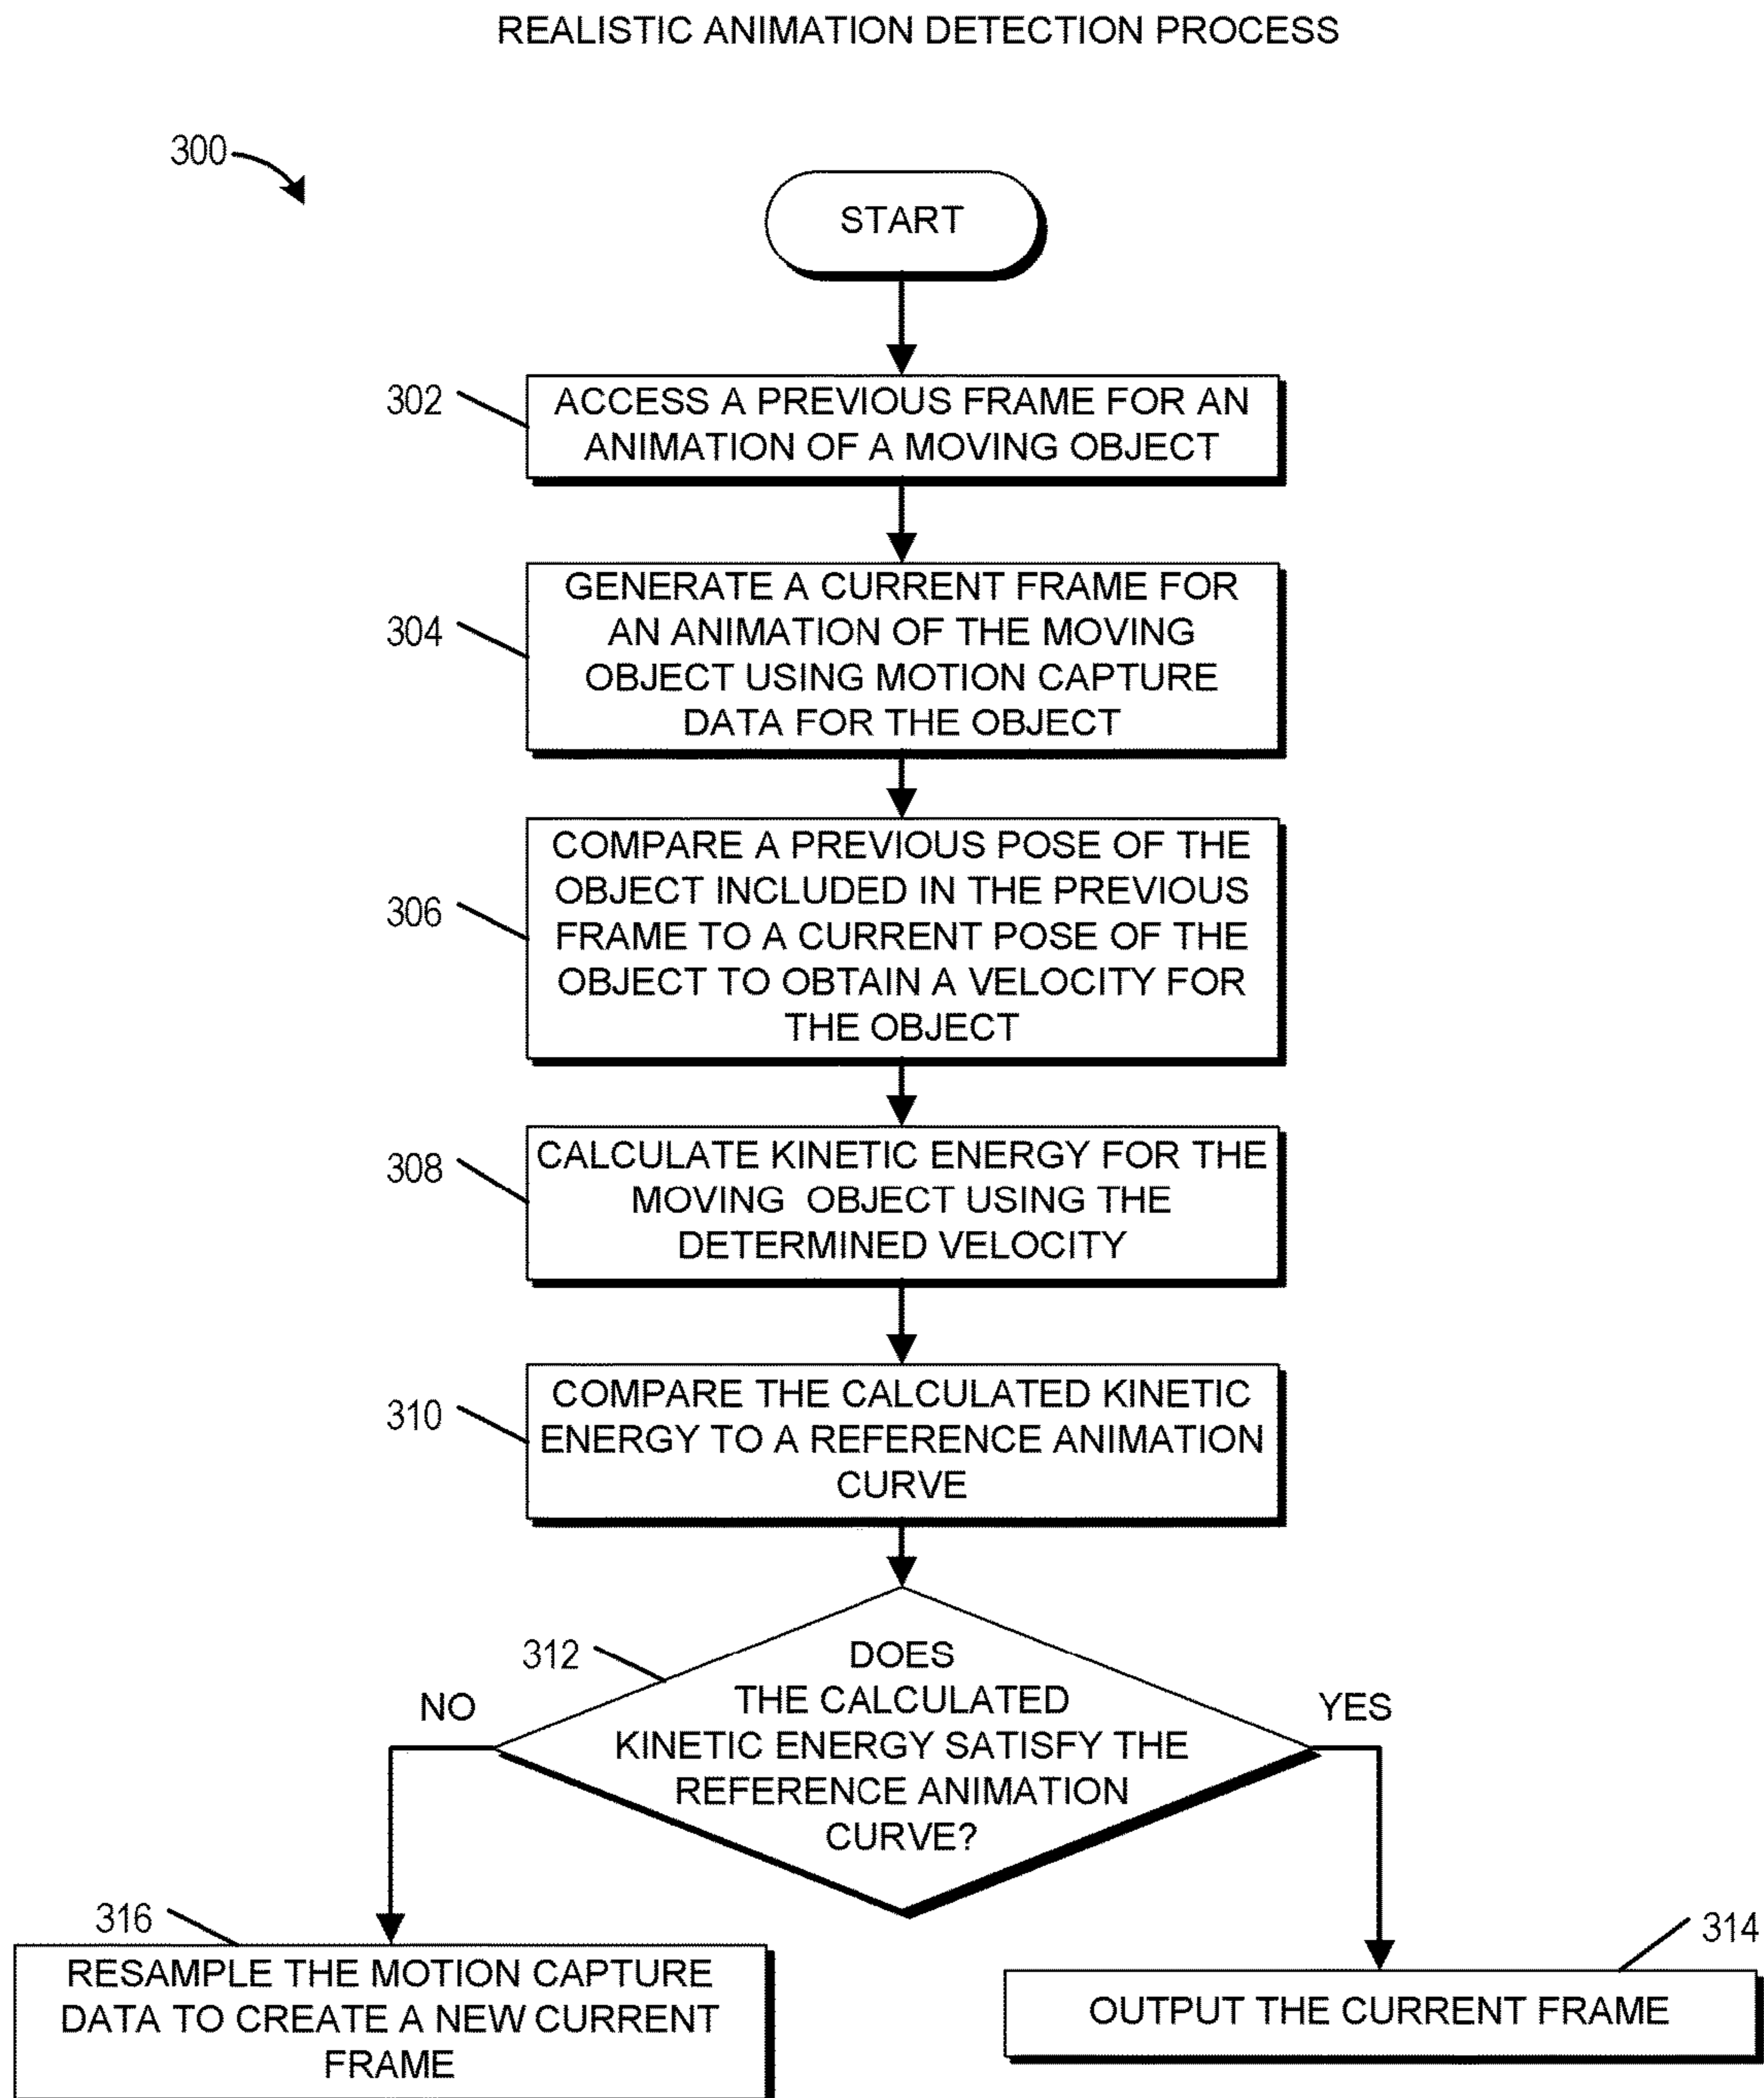 REALISTIC ANIMATION DETECTION PROCESS
300
START
302
ACCESS A PREVIOUS FRAME FOR AN
ANIMATION OF A MOVING OBJECT
304
GENERATE A CURRENT FRAME FOR
AN ANIMATION OF THE MOVING
OBJECT USING MOTION CAPTURE
DATA FOR THE OBJECT
306
COMPARE A PREVIOUS POSE OF THE
OBJECT INCLUDED IN THE PREVIOUS
FRAME TO A CURRENT POSE OF THE
OBJECT TO OBTAIN A VELOCITY FOR
THE OBJECT
308
CALCULATE KINETIC ENERGY FOR THE
MOVING OBJECT USING THE
DETERMINED VELOCITY
310
COMPARE THE CALCULATED KINETIC
ENERGY TO A REFERENCE ANIMATION
CURVE
312
DOES
THE CALCULATED
KINETIC ENERGY SATISFY THE
REFERENCE ANIMATION
CURVE?
NO
YES
316
RESAMPLE THE MOTION CAPTURE
DATA TO CREATE A NEW CURRENT
FRAME
314
OUTPUT THE CURRENT FRAME